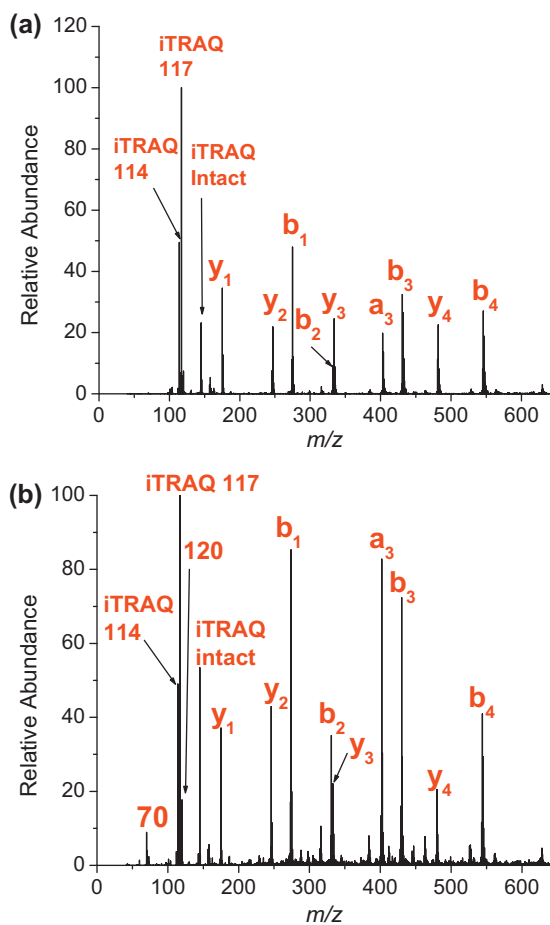 (a)
120
100
80
60
40
20
0
Relative Abundance
iTRAQ
117
iTRAQ
114
iTRAQ
Intact
y1
y2
b1
b2
y3
a3
b3
y4
b4
0 100 200 300 400 500 600
m/z
(b)
100
80
60
40
20
0
Relative Abundance
iTRAQ 117
120
iTRAQ
114
iTRAQ
intact
70
y1
y2
b1
b2
y3
a3
b3
y4
b4
0 100 200 300 400 500 600
m/z